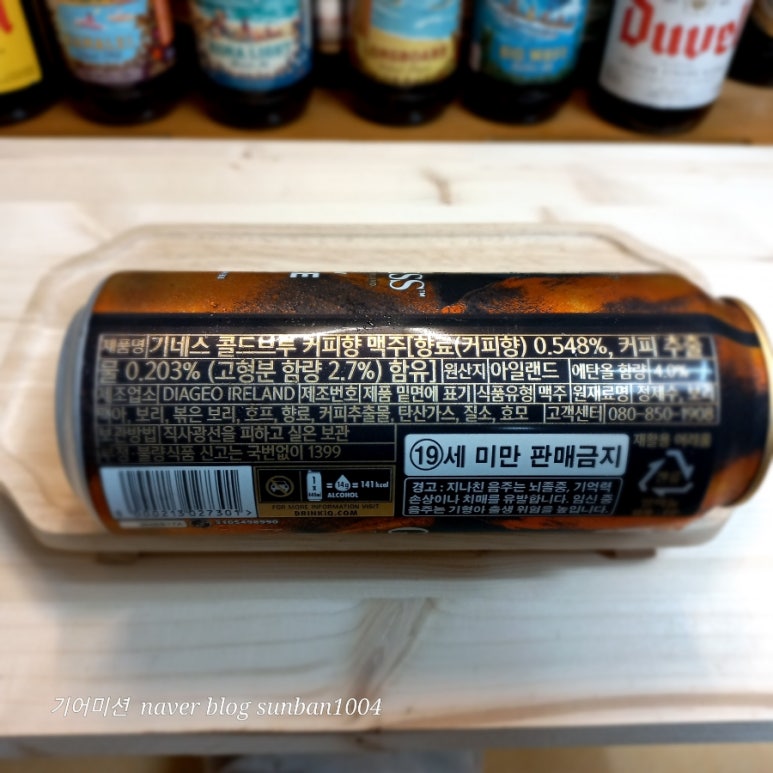 Duvel
SS™
E
제품명 기네스 콜드브루 커피향 맥주[향료(커피향) 0.548%, 커피 추출
물 0.203% (고형분 함량 2.7%) 함유] 원산지 아일랜드 에탄올 함량 4.0%
제조업소 DIAGEO IRELAND 제조번호 제품 밑면에 표기 식품유형 맥주 원재료명 정제수, 보리
맥아, 보리, 볶은 보리, 호프, 향료, 커피추출물, 탄산가스, 질소, 효모 고객센터 080-850-1908
보관방법 직사광선을 피하고 실온 보관
부정·불량식품 신고는 국번없이 1399
19세 미만 판매금지
경고 : 지나친 음주는 뇌졸중, 기억력
손상이나 치매를 유발합니다. 임신 중
음주는 기형아 출생 위험을 높입니다.
재활용 어려움
1 X = 14g = 141kcal
ALCOHOL
FOR MORE INFORMATION VISIT
DRINKIQ.COM
기어미션 naver blog sunban1004